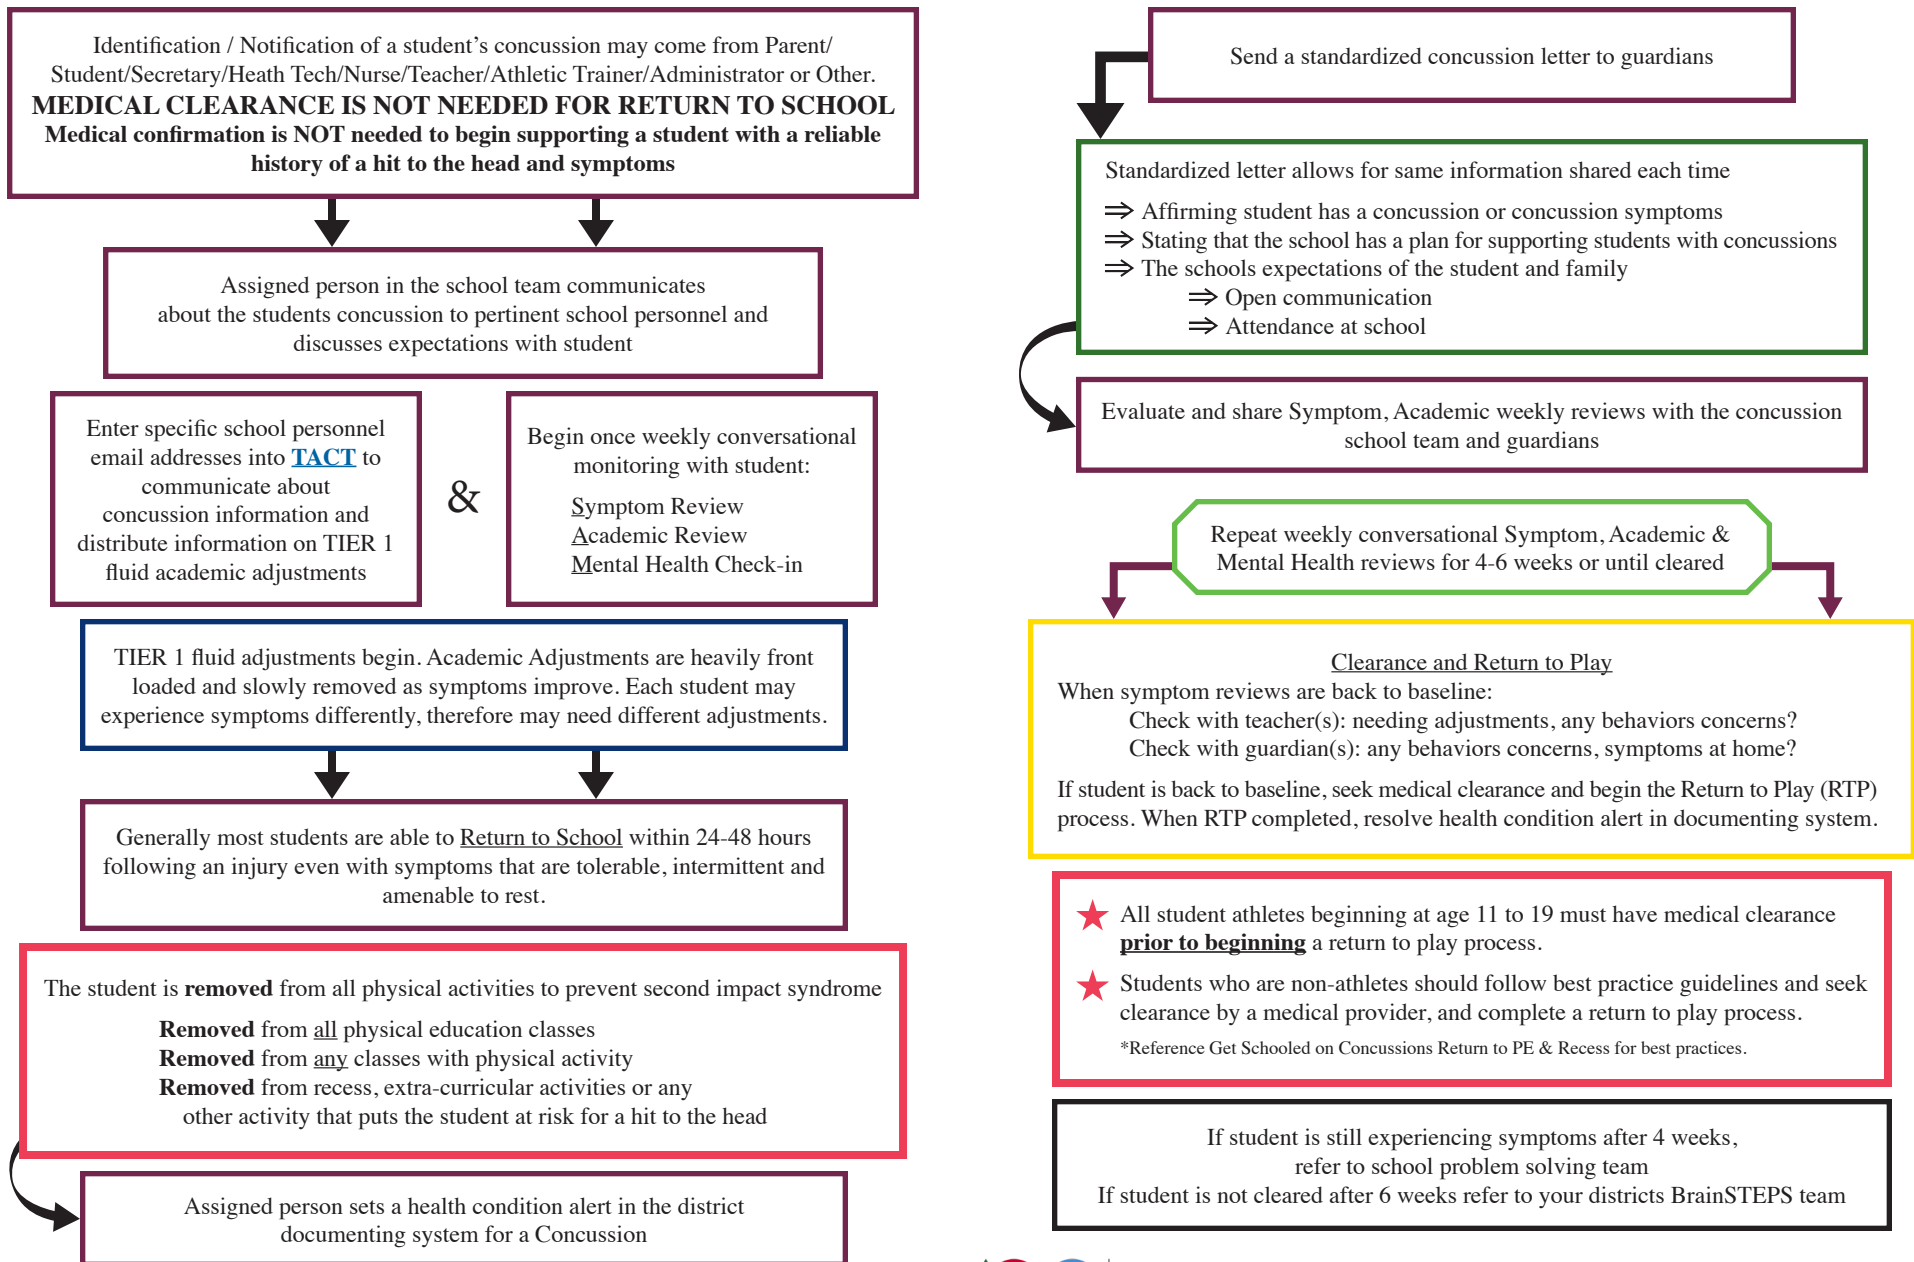 Identification / Notification of a student’s concussion may come from Parent/
Student/Secretary/Heath Tech/Nurse/Teacher/Athletic Trainer/Administrator or Other.
MEDICAL CLEARANCE IS NOT NEEDED FOR RETURN TO SCHOOL
Medical confirmation is NOT needed to begin supporting a student with a reliable
history of a hit to the head and symptoms
Assigned person in the school team communicates
about the students concussion to pertinent school personnel and
discusses expectations with student
Enter specific school personnel
email addresses into TACT to
communicate about
concussion information and
distribute information on TIER 1
fluid academic adjustments
&
Begin once weekly conversational
monitoring with student:
Symptom Review
Academic Review
Mental Health Check-in
TIER 1 fluid adjustments begin. Academic Adjustments are heavily front
loaded and slowly removed as symptoms improve. Each student may
experience symptoms differently, therefore may need different adjustments.
Generally most students are able to Return to School within 24-48 hours
following an injury even with symptoms that are tolerable, intermittent and
amenable to rest.
The student is removed from all physical activities to prevent second impact syndrome
Removed from all physical education classes
Removed from any classes with physical activity
Removed from recess, extra-curricular activities or any
other activity that puts the student at risk for a hit to the head
Assigned person sets a health condition alert in the district
documenting system for a Concussion
Send a standardized concussion letter to guardians
Standardized letter allows for same information shared each time
⇒ Affirming student has a concussion or concussion symptoms
⇒ Stating that the school has a plan for supporting students with concussions
⇒ The schools expectations of the student and family
⇒ Open communication
⇒ Attendance at school
Evaluate and share Symptom, Academic weekly reviews with the concussion
school team and guardians
Repeat weekly conversational Symptom, Academic &
Mental Health reviews for 4-6 weeks or until cleared
Clearance and Return to Play
When symptom reviews are back to baseline:
Check with teacher(s): needing adjustments, any behaviors concerns?
Check with guardian(s): any behaviors concerns, symptoms at home?
If student is back to baseline, seek medical clearance and begin the Return to Play (RTP)
process. When RTP completed, resolve health condition alert in documenting system.
★ All student athletes beginning at age 11 to 19 must have medical clearance
prior to beginning a return to play process.
★ Students who are non-athletes should follow best practice guidelines and seek
clearance by a medical provider, and complete a return to play process.
*Reference Get Schooled on Concussions Return to PE & Recess for best practices.
If student is still experiencing symptoms after 4 weeks,
refer to school problem solving team
If student is not cleared after 6 weeks refer to your districts BrainSTEPS team